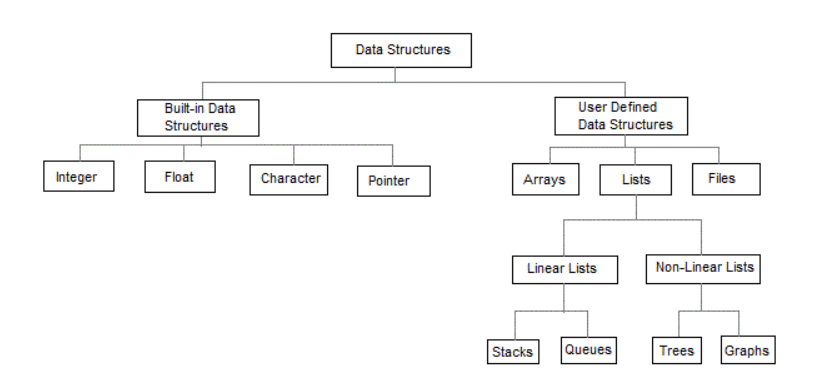 Data Structures
Built-in Data
Structures
User Defined
Data Structures
Integer
Float
Character
Pointer
Arrays
Lists
Files
Linear Lists
Non-Linear Lists
Stacks
Queues
Trees
Graphs